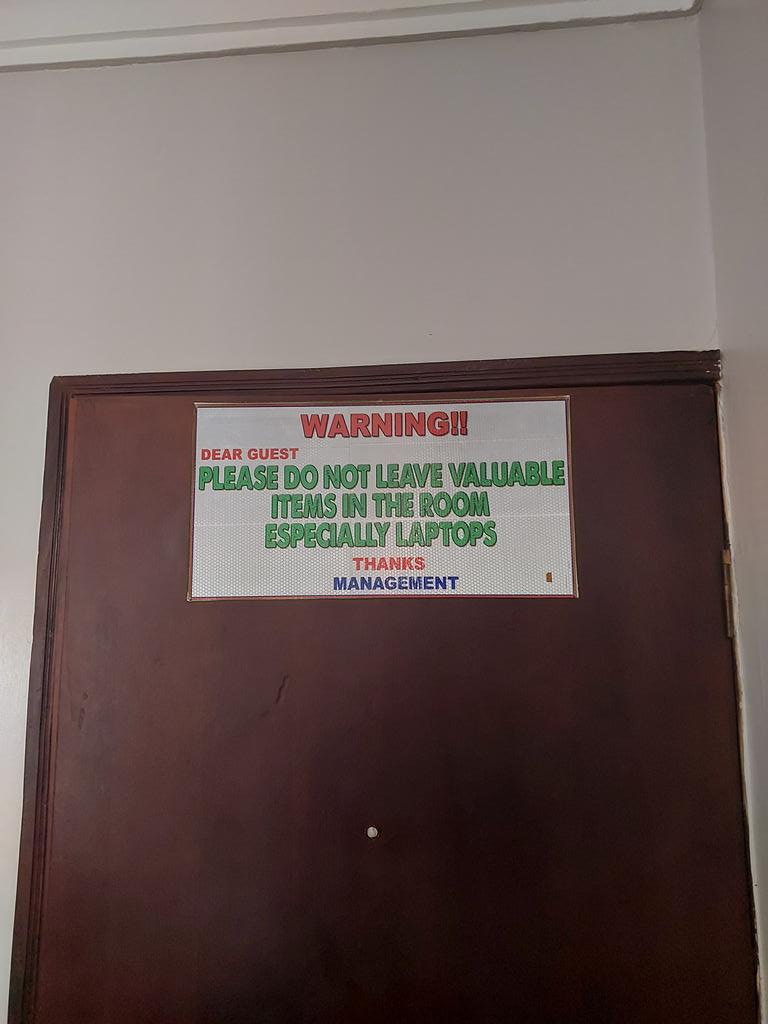 WARNING!!
DEAR GUEST
PLEASE DO NOT LEAVE VALUABLE
ITEMS IN THE ROOM
ESPECIALLY LAPTOPS
THANKS
MANAGEMENT